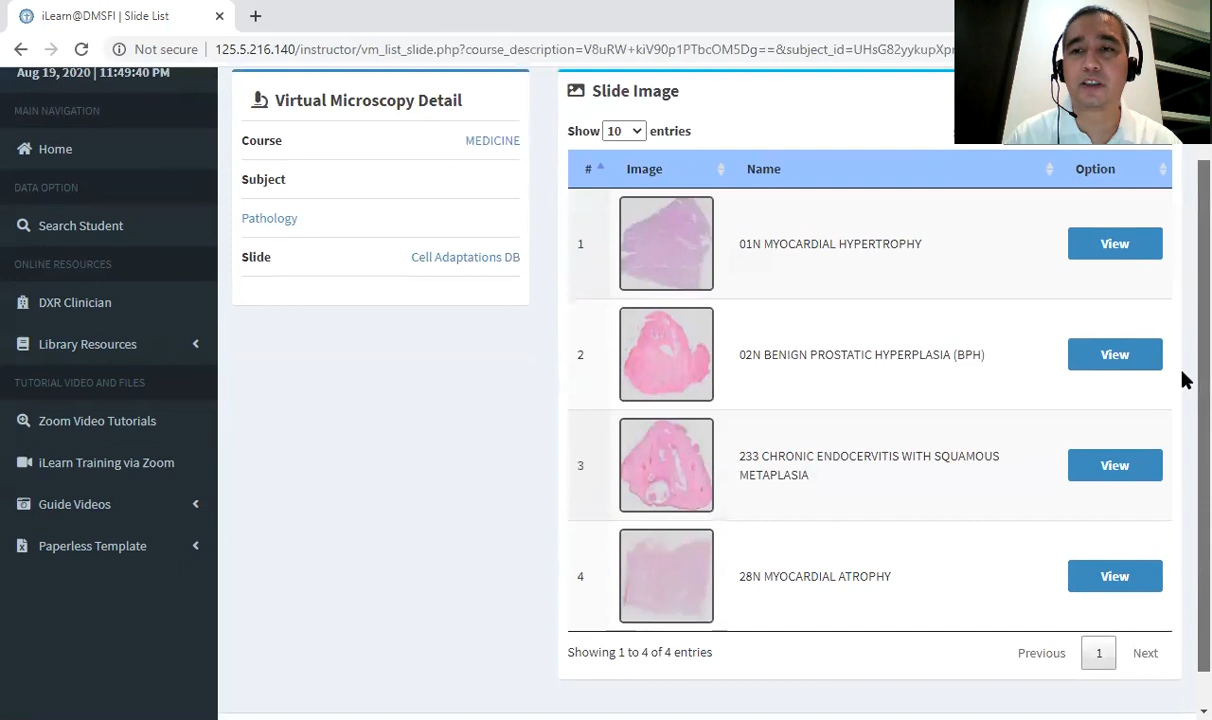 iLearn@DMSFI | Slide List
Not secure
125.5.216.140/instructor/vm_list_slide.php?course_description=V8uRW+kiV90p1PTbcOM5Dg==&subject_id=UHsG82yykupXpr
Aug 19, 2020 | 11:49:40 PM
MAIN NAVIGATION
Home
DATA OPTION
Search Student
ONLINE RESOURCES
DXR Clinician
Library Resources
TUTORIAL VIDEO AND FILES
Zoom Video Tutorials
iLearn Training via Zoom
Guide Videos
Paperless Template
Virtual Microscopy Detail
Course MEDICINE
Subject
Pathology
Slide Cell Adaptations DB
Slide Image
Show 10 entries
# Image Name Option
1 01N MYOCARDIAL HYPERTROPHY View
2 02N BENIGN PROSTATIC HYPERPLASIA (BPH) View
3 233 CHRONIC ENDOCERVITIS WITH SQUAMOUS
METAPLASIA View
4 28N MYOCARDIAL ATROPHY View
Showing 1 to 4 of 4 entries
Previous 1 Next